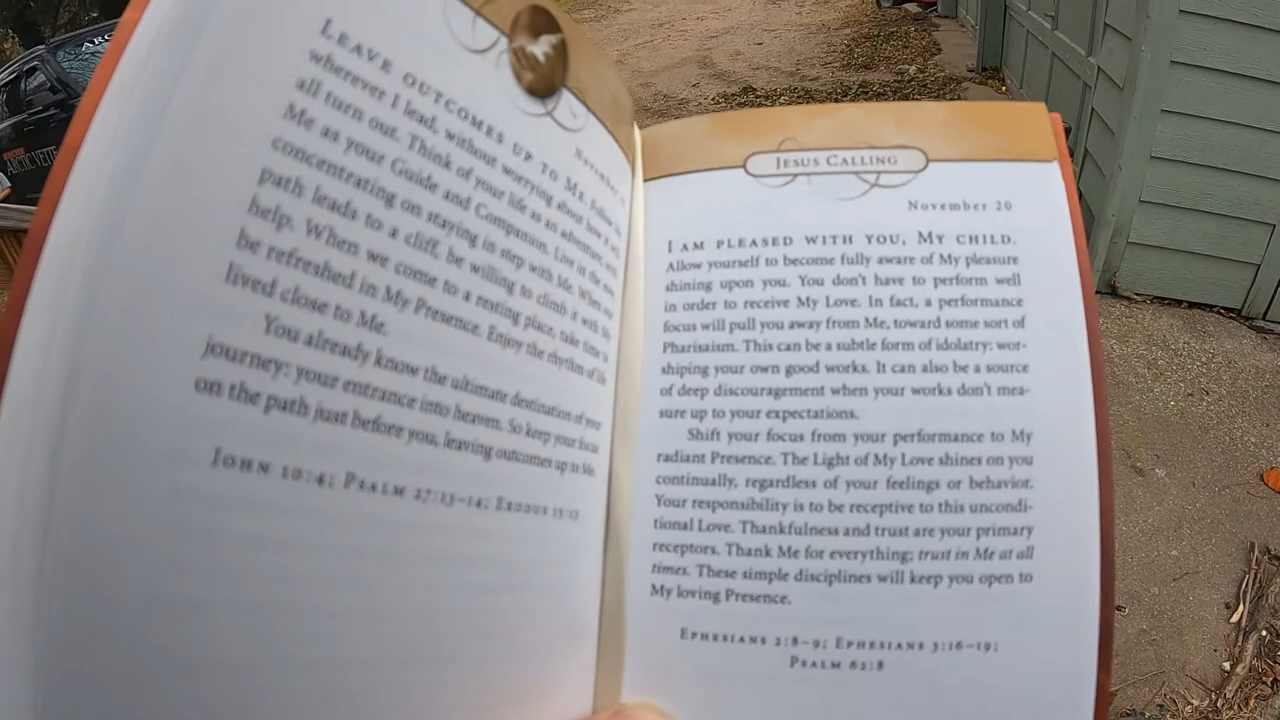 LEAVE OUTCOMES UP TO ME. Follow Me
wherever I lead, without worrying about how it will
all turn out. Think of your life as an adventure, with
Me as your Guide and Companion. Live in the now,
concentrating on staying in step with Me. When our
path leads to a cliff, be willing to climb it with My
help. When we come to a resting place, take time to
be refreshed in My Presence. Enjoy the rhythm of life
lived close to Me.
You already know the ultimate destination of your
journey: your entrance into heaven. So keep your focus
on the path just before you, leaving outcomes up to Me.
JOHN 10:4; PSALM 27:13–14; EXODUS 15:13
JESUS CALLING
November 20
I AM PLEASED WITH YOU, MY CHILD.
Allow yourself to become fully aware of My pleasure
shining upon you. You don't have to perform well
in order to receive My Love. In fact, a performance
focus will pull you away from Me, toward some sort of
Pharisaism. This can be a subtle form of idolatry: wor-
shiping your own good works. It can also be a source
of deep discouragement when your works don't mea-
sure up to your expectations.
Shift your focus from your performance to My
radiant Presence. The Light of My Love shines on you
continually, regardless of your feelings or behavior.
Your responsibility is to be receptive to this uncondi-
tional Love. Thankfulness and trust are your primary
receptors. Thank Me for everything; trust in Me at all
times. These simple disciplines will keep you open to
My loving Presence.
EPHESIANS 2:8–9; EPHESIANS 3:16–19;
PSALM 62:8
ARCTIC VETTE